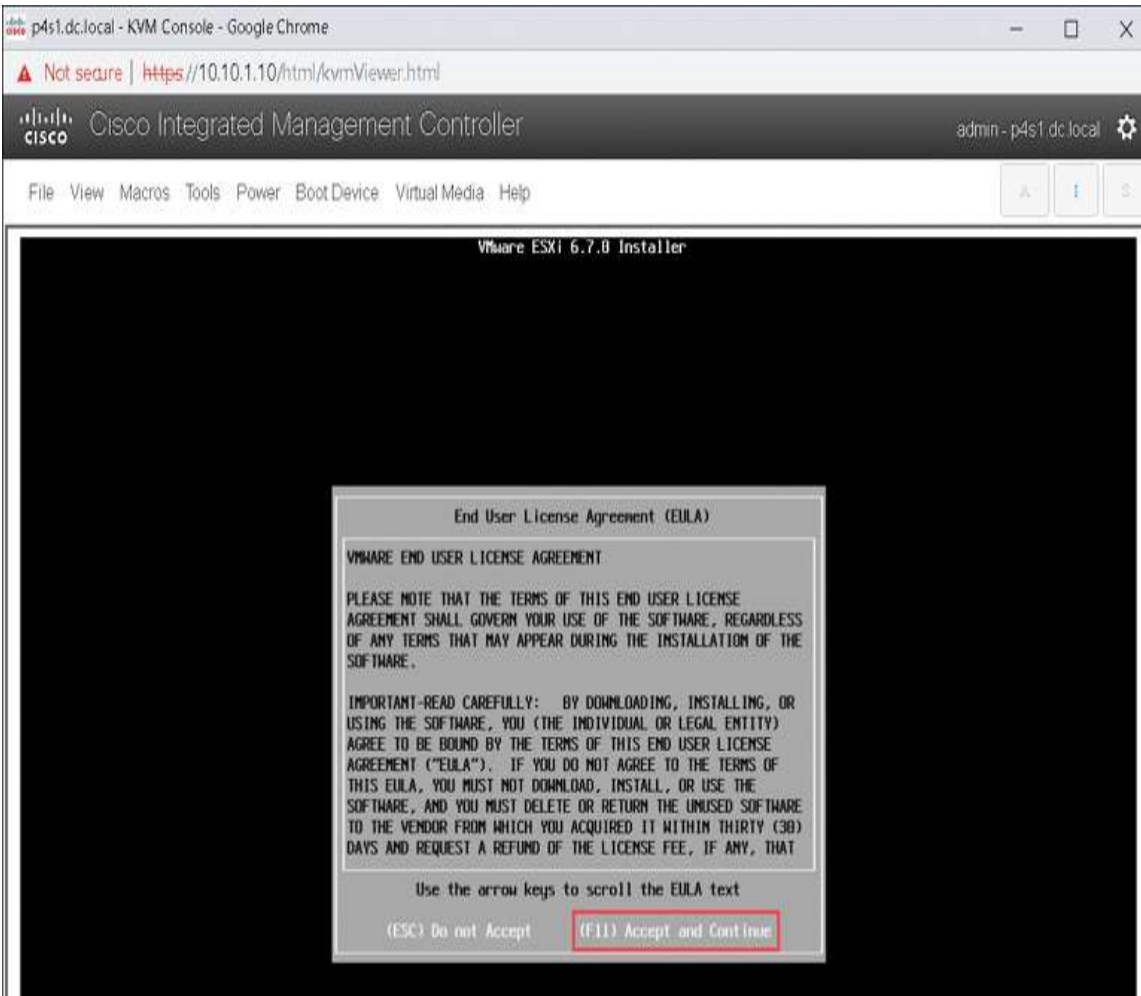 p4s1.dc.local - KVM Console - Google Chrome
Not secure | https://10.10.1.10/html/kvmViewer.html
CISCO Cisco Integrated Management Controller admin - p4s1.dc.local
File View Macros Tools Power Boot Device Virtual Media Help A I S
VMware ESXi 6.7.0 Installer
End User License Agreement (EULA)
VMWARE END USER LICENSE AGREEMENT
PLEASE NOTE THAT THE TERMS OF THIS END USER LICENSE
AGREEMENT SHALL GOVERN YOUR USE OF THE SOFTWARE, REGARDLESS
OF ANY TERMS THAT MAY APPEAR DURING THE INSTALLATION OF THE
SOFTWARE.
IMPORTANT-READ CAREFULLY: BY DOWNLOADING, INSTALLING, OR
USING THE SOFTWARE, YOU (THE INDIVIDUAL OR LEGAL ENTITY)
AGREE TO BE BOUND BY THE TERMS OF THIS END USER LICENSE
AGREEMENT ("EULA"). IF YOU DO NOT AGREE TO THE TERMS OF
THIS EULA, YOU MUST NOT DOWNLOAD, INSTALL, OR USE THE
SOFTWARE, AND YOU MUST DELETE OR RETURN THE UNUSED SOFTWARE
TO THE VENDOR FROM WHICH YOU ACQUIRED IT WITHIN THIRTY (30)
DAYS AND REQUEST A REFUND OF THE LICENSE FEE, IF ANY, THAT
Use the arrow keys to scroll the EULA text
(ESC) Do not Accept (F11) Accept and Continue